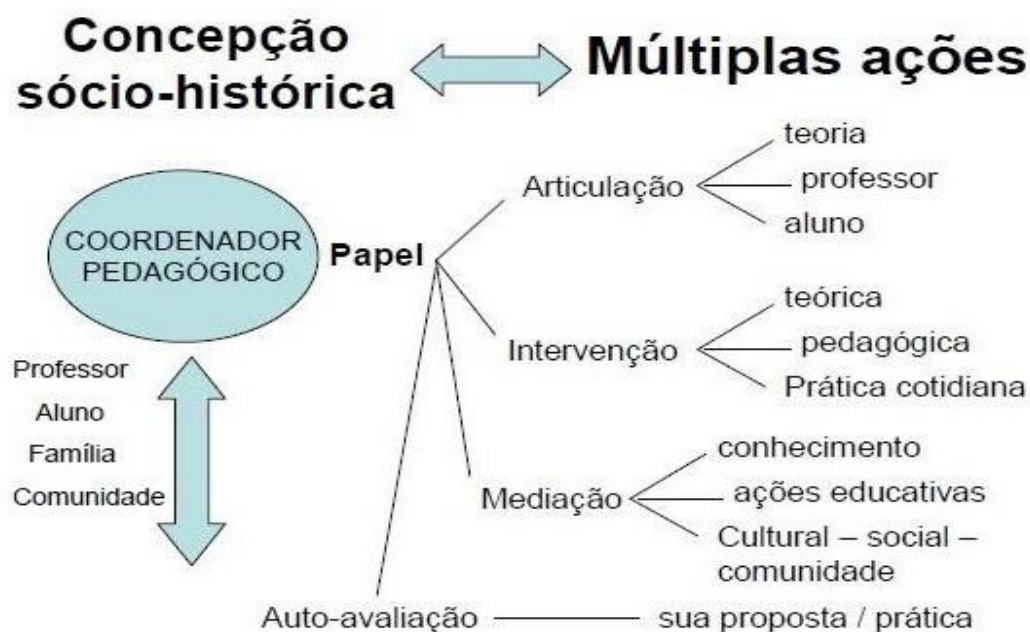 Concepção
sócio-histórica
Múltiplas ações
COORDENADOR
PEDAGÓGICO
Papel
Professor
Aluno
Família
Comunidade
Articulação
teoria
professor
aluno
Intervenção
teórica
pedagógica
Prática cotidiana
Mediação
conhecimento
ações educativas
Cultural – social –
comunidade
Auto-avaliação
sua proposta / prática